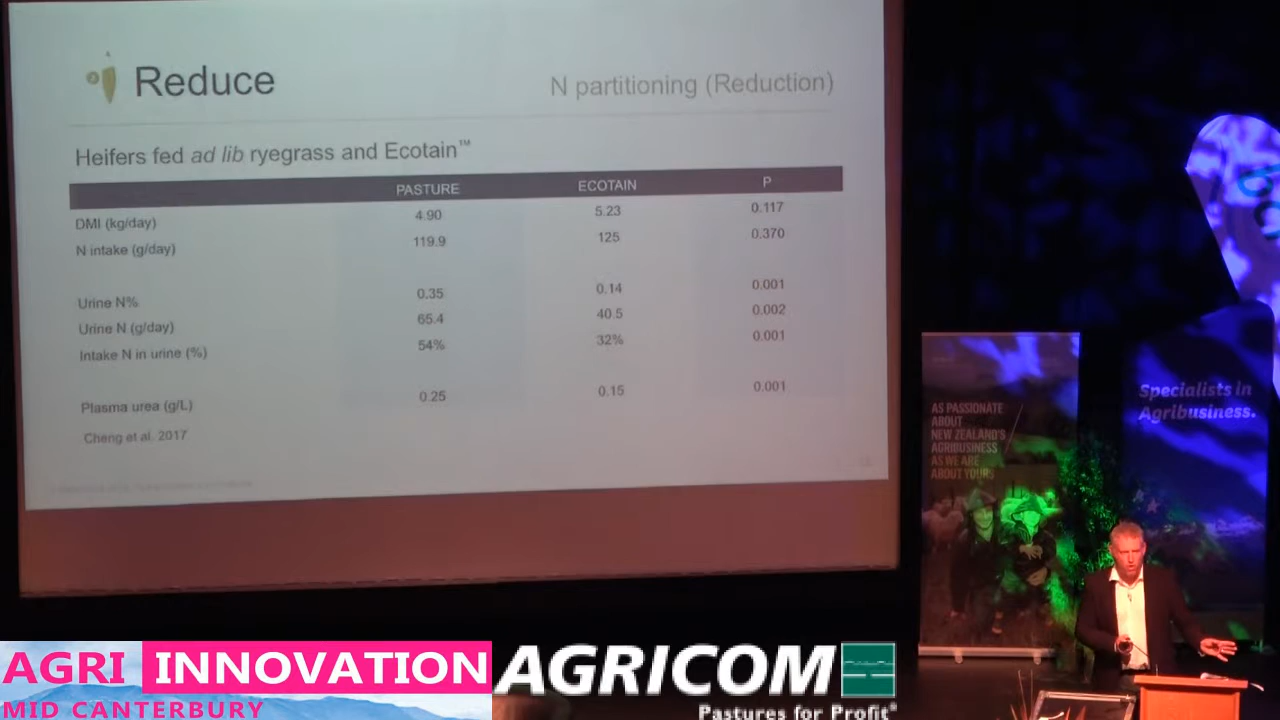 Reduce
N partitioning (Reduction)
Heifers fed ad lib ryegrass and Ecotain™
PASTURE ECOTAIN P
DMI (kg/day) 4.90 5.23 0.117
N intake (g/day) 119.9 125 0.370
Urine N% 0.35 0.14 0.001
Urine N (g/day) 65.4 40.5 0.002
Intake N in urine (%) 54% 32% 0.001
Plasma urea (g/L) 0.25 0.15 0.001
Cheng et al. 2017
AS PASSIONATE
ABOUT
NEW ZEALAND'S
AGRIBUSINESS
AS WE ARE
ABOUT YOURS
Specialists in
Agribusiness.
AGRI INNOVATION
MID CANTERBURY
AGRICOM
Pastures for Profit®